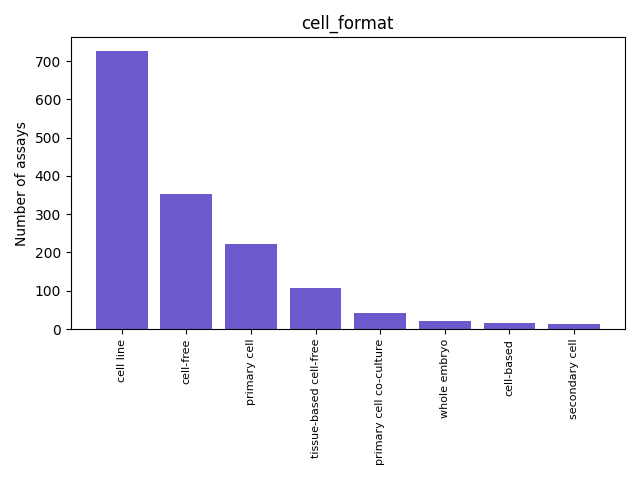 cell_format
Number of assays
700
600
500
400
300
200
100
0
cell line
cell-free
primary cell
tissue-based cell-free
primary cell co-culture
whole embryo
cell-based
secondary cell